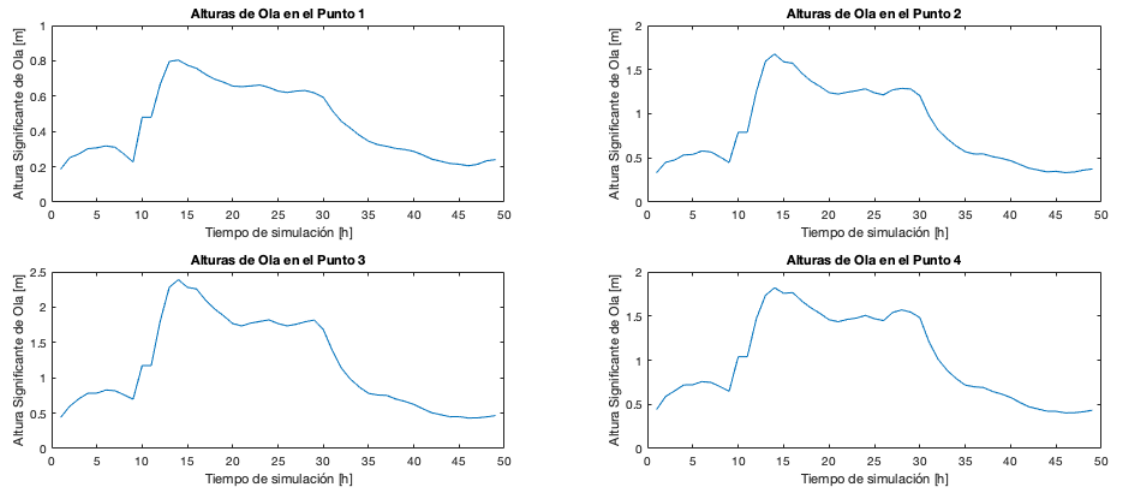 Alturas de Ola en el Punto 1
Altura Significante de Ola [m]
1
0.8
0.6
0.4
0.2
0
0 5 10 15 20 25 30 35 40 45 50
Tiempo de simulación [h]
Alturas de Ola en el Punto 2
Altura Significante de Ola [m]
2
1.5
1
0.5
0
0 5 10 15 20 25 30 35 40 45 50
Tiempo de simulación [h]
Alturas de Ola en el Punto 3
Altura Significante de Ola [m]
2.5
2
1.5
1
0.5
0
0 5 10 15 20 25 30 35 40 45 50
Tiempo de simulación [h]
Alturas de Ola en el Punto 4
Altura Significante de Ola [m]
2
1.5
1
0.5
0
0 5 10 15 20 25 30 35 40 45 50
Tiempo de simulación [h]